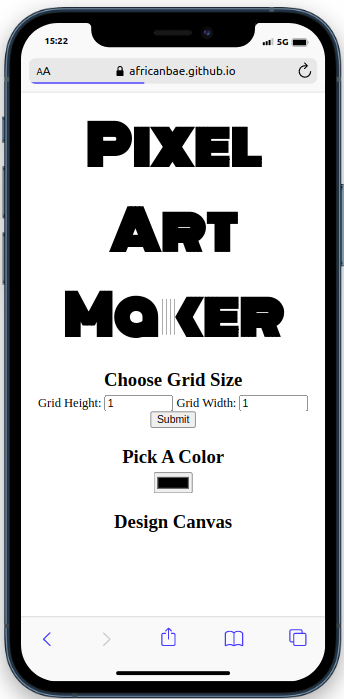 15:22
5G
AA
africanbae.github.io
Pixel
Art
Maker
Choose Grid Size
Grid Height: 1 Grid Width: 1
Submit
Pick A Color
Design Canvas